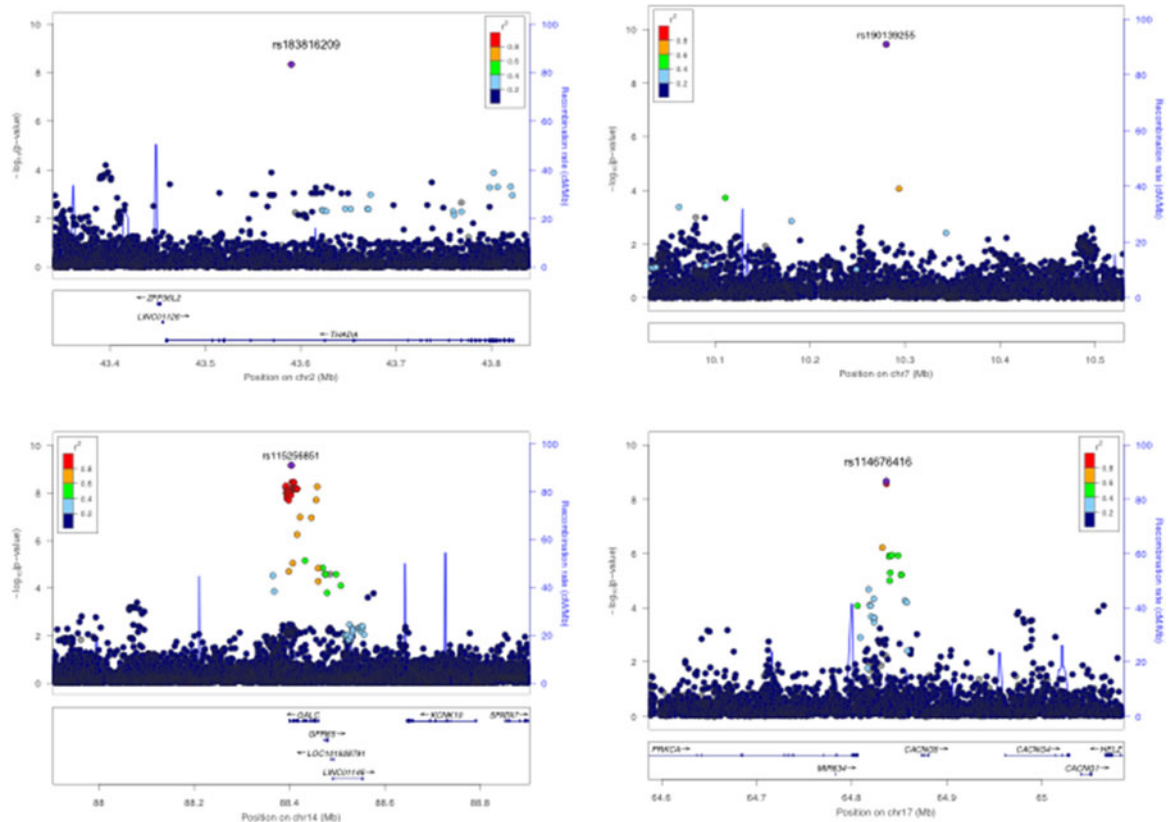 rs183816209
r²
0.8
0.6
0.4
0.2
10
8
6
4
2
0
100
80
60
40
20
0
−log₁₀(p−value)
Recombination rate (cM/Mb)
ZFP36L2
LINC01126
THADA
43.4 43.5 43.6 43.7 43.8
Position on chr2 (Mb)
rs190139255
r²
0.8
0.6
0.4
0.2
10
8
6
4
2
0
100
80
60
40
20
0
−log₁₀(p−value)
Recombination rate (cM/Mb)
10.1 10.2 10.3 10.4 10.5
Position on chr7 (Mb)
r²
0.8
0.6
0.4
0.2
10
8
6
4
2
0
100
80
60
40
20
0
−log₁₀(p−value)
Recombination rate (cM/Mb)
GALC KCNK10
LINC01146
88 88.2 88.4 88.6 88.8
Position on chr14 (Mb)
rs114676416
r²
0.8
0.6
0.4
0.2
10
8
6
4
2
0
100
80
60
40
20
0
−log₁₀(p−value)
Recombination rate (cM/Mb)
PRKCA CACNG5 CACNG4 HELZ
MIR634 CACNG1
64.6 64.7 64.8 64.9 65
Position on chr17 (Mb)